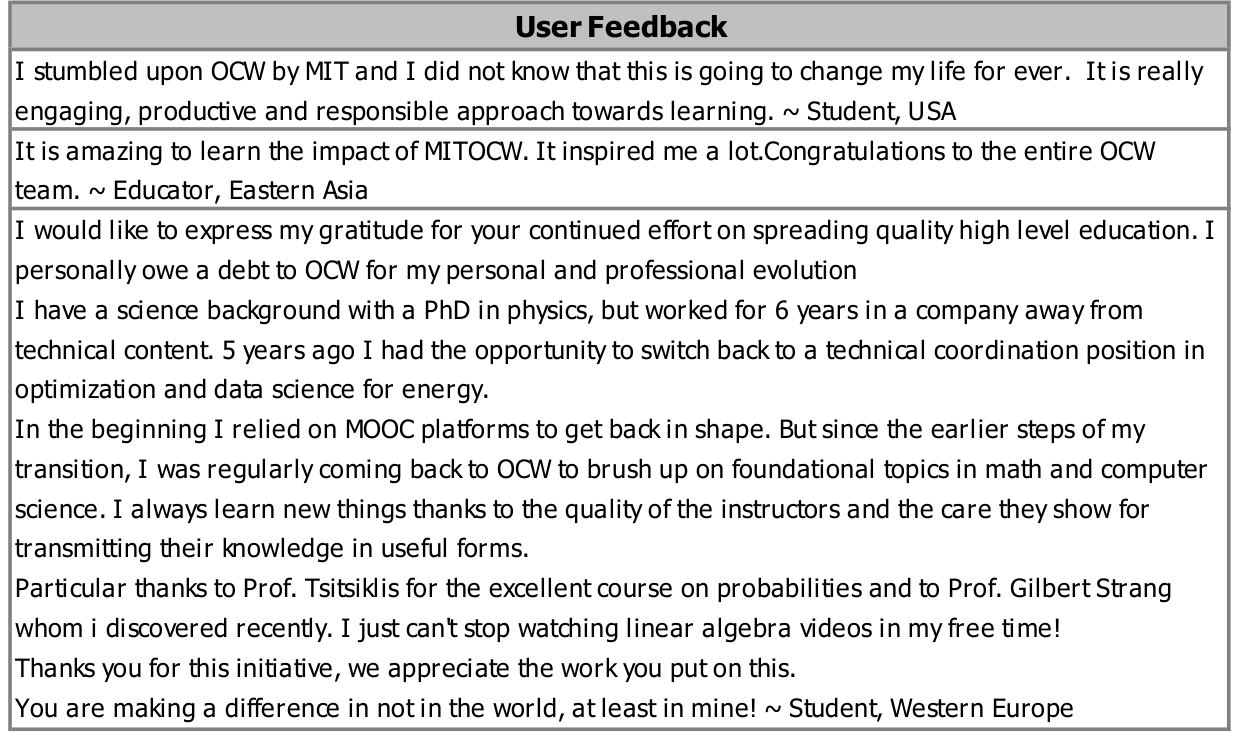 User Feedback
I stumbled upon OCW by MIT and I did not know that this is going to change my life for ever.  It is really
engaging, productive and responsible approach towards learning. ~ Student, USA
It is amazing to learn the impact of MITOCW. It inspired me a lot.Congratulations to the entire OCW
team. ~ Educator, Eastern Asia
I would like to express my gratitude for your continued effort on spreading quality high level education. I
personally owe a debt to OCW for my personal and professional evolution
I have a science background with a PhD in physics, but worked for 6 years in a company away from
technical content. 5 years ago I had the opportunity to switch back to a technical coordination position in
optimization and data science for energy.
In the beginning I relied on MOOC platforms to get back in shape. But since the earlier steps of my
transition, I was regularly coming back to OCW to brush up on foundational topics in math and computer
science. I always learn new things thanks to the quality of the instructors and the care they show for
transmitting their knowledge in useful forms.
Particular thanks to Prof. Tsitsiklis for the excellent course on probabilities and to Prof. Gilbert Strang
whom i discovered recently. I just can't stop watching linear algebra videos in my free time!
Thanks you for this initiative, we appreciate the work you put on this.
You are making a difference in not in the world, at least in mine! ~ Student, Western Europe